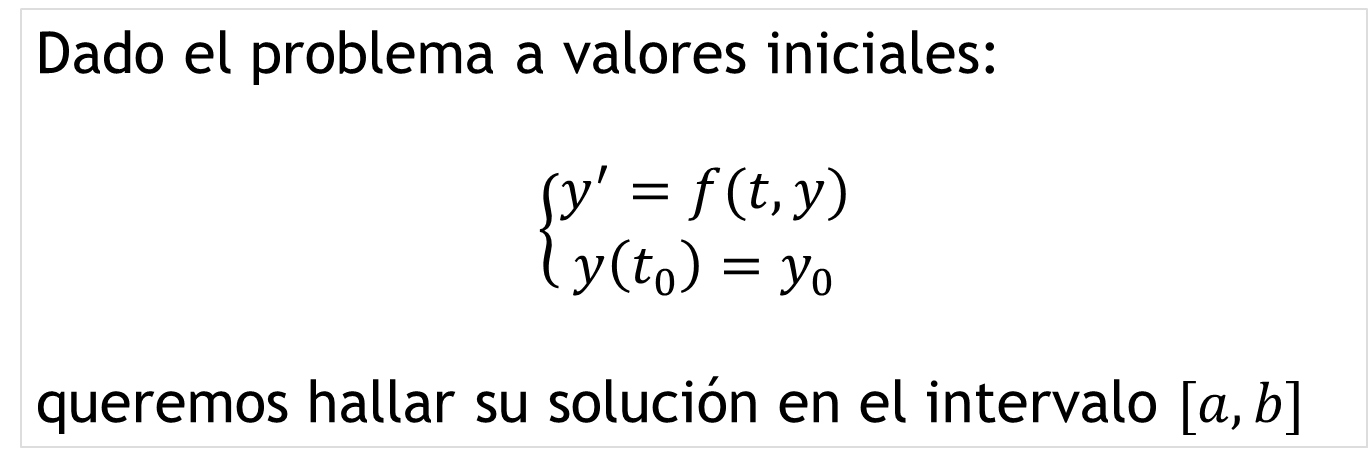 Dado el problema a valores iniciales:
y′ = f(t, y)
y(t₀) = y₀
queremos hallar su solución en el intervalo [a, b]